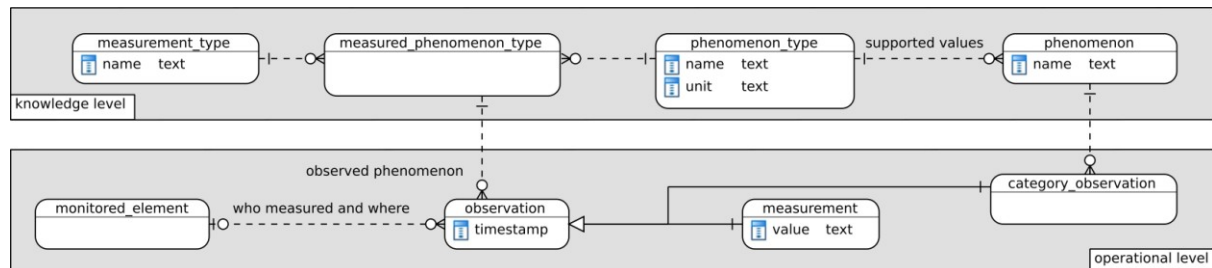 measurement_type
name text
measured_phenomenon_type
phenomenon_type
name text
unit text
supported values
phenomenon
name text
knowledge level
observed phenomenon
monitored_element
who measured and where
observation
timestamp
measurement
value text
category_observation
operational level